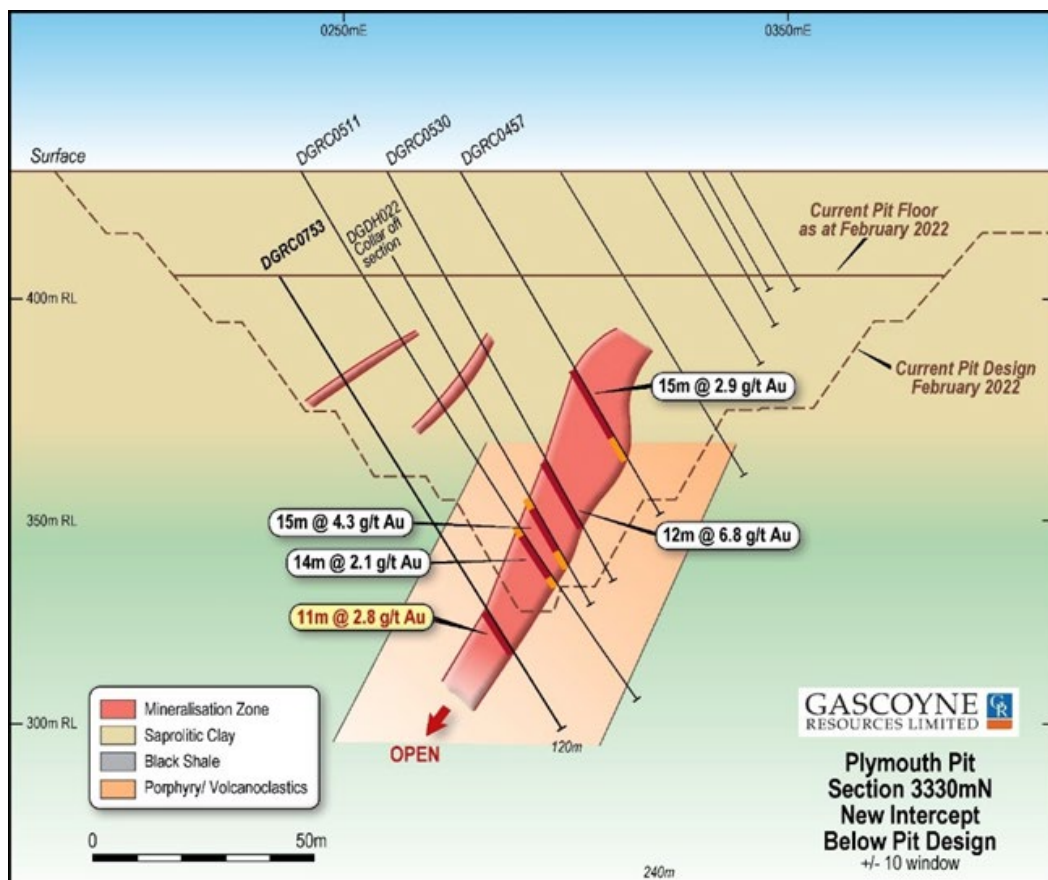 0250mE
0350mE
Surface
DGRC0511
DGRC0530
DGRC0457
DGRC0753
DGDH022
Collar off
section
Current Pit Floor
as at February 2022
400m RL
Current Pit Design
February 2022
15m @ 2.9 g/t Au
350m RL
15m @ 4.3 g/t Au
12m @ 6.8 g/t Au
14m @ 2.1 g/t Au
11m @ 2.8 g/t Au
300m RL
OPEN
120m
Mineralisation Zone
Saprolitic Clay
Black Shale
Porphyry/ Volcanoclastics
0
50m
GASCOYNE
RESOURCES LIMITED
GR
Plymouth Pit
Section 3330mN
New Intercept
Below Pit Design
+/- 10 window
240m